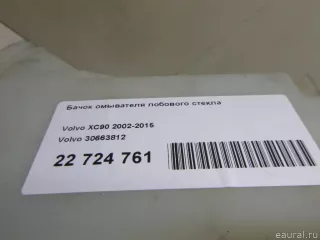 Бачок омывателя лобового стекла
Volvo XC90 2002-2015
Volvo 30663812
22 724 761
eaural.ru